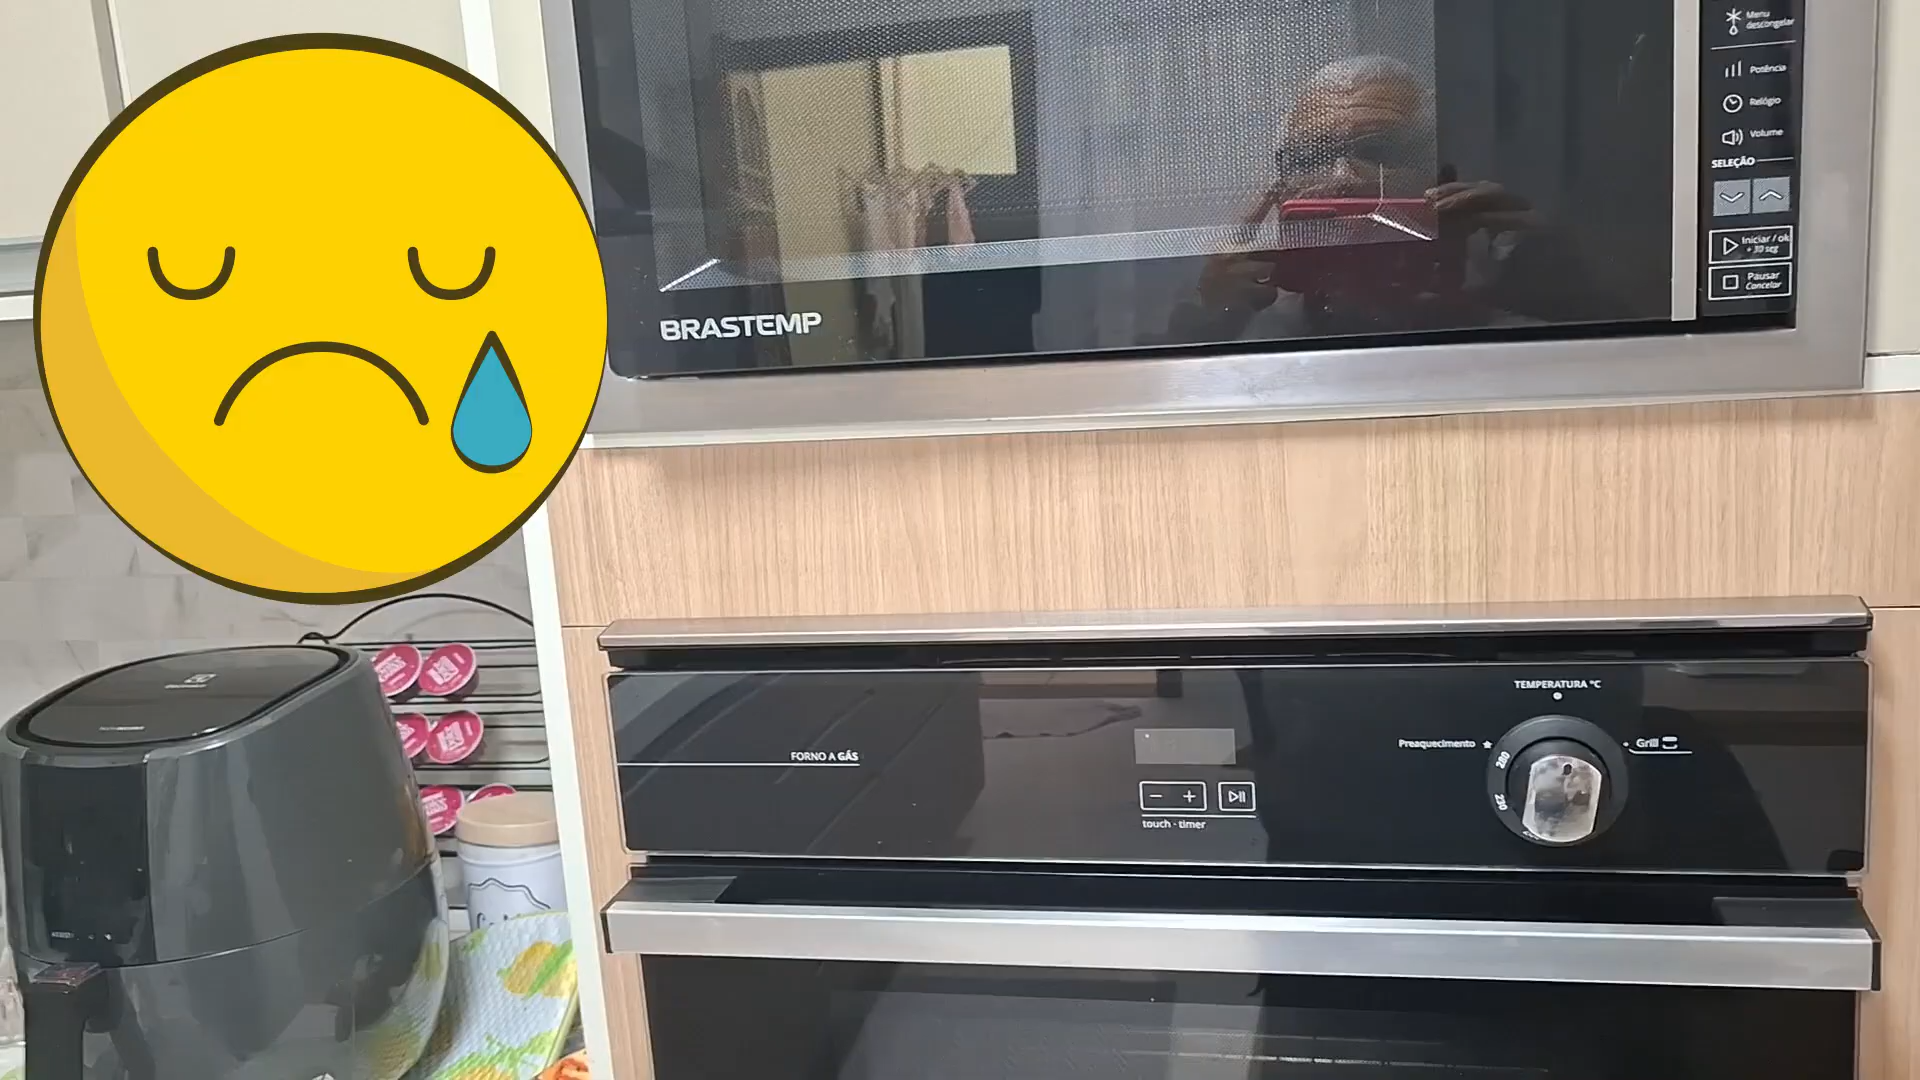 Menu
descongelar
Potência
Relógio
Volume
SELEÇÃO
Iniciar / ok
+ 30 seg
Pausar
Cancelar
BRASTEMP
TEMPERATURA °C
Preaquecimento
Grill
280
230
FORNO A GÁS
- +
touch - timer